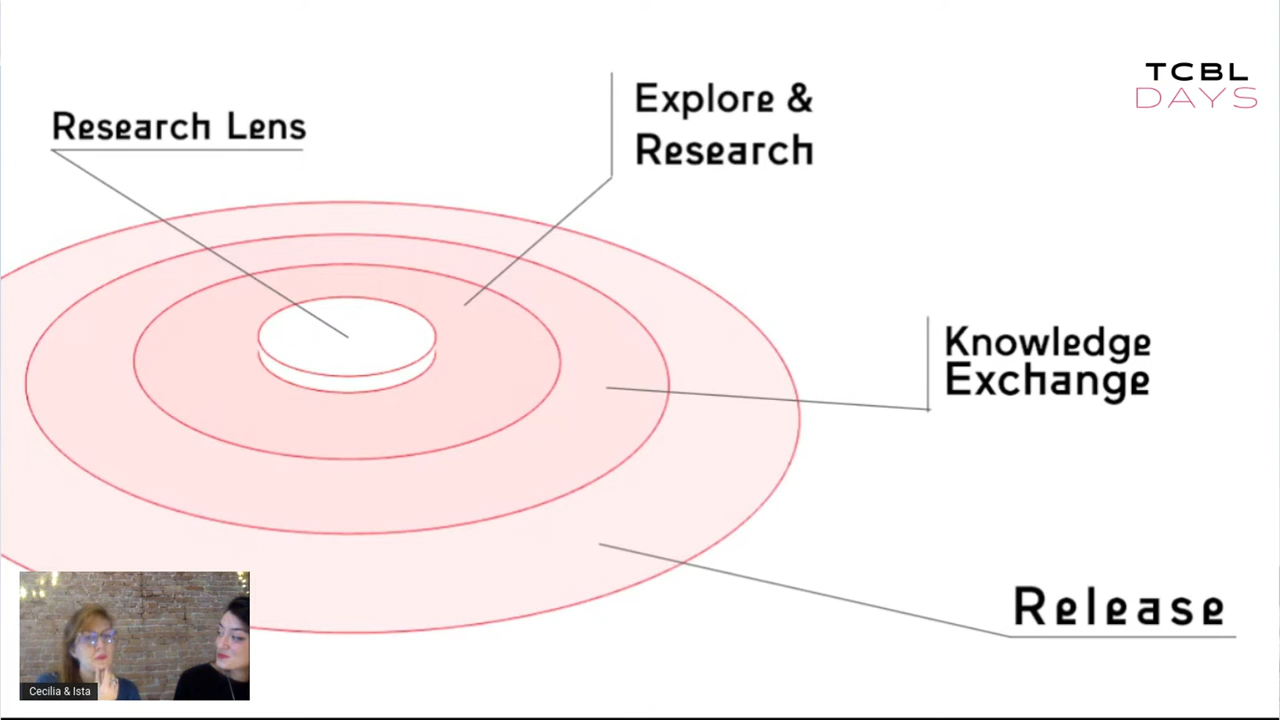 TCBL
DAYS
Research Lens
Explore &
Research
Knowledge
Exchange
Release
Cecilia & Ista